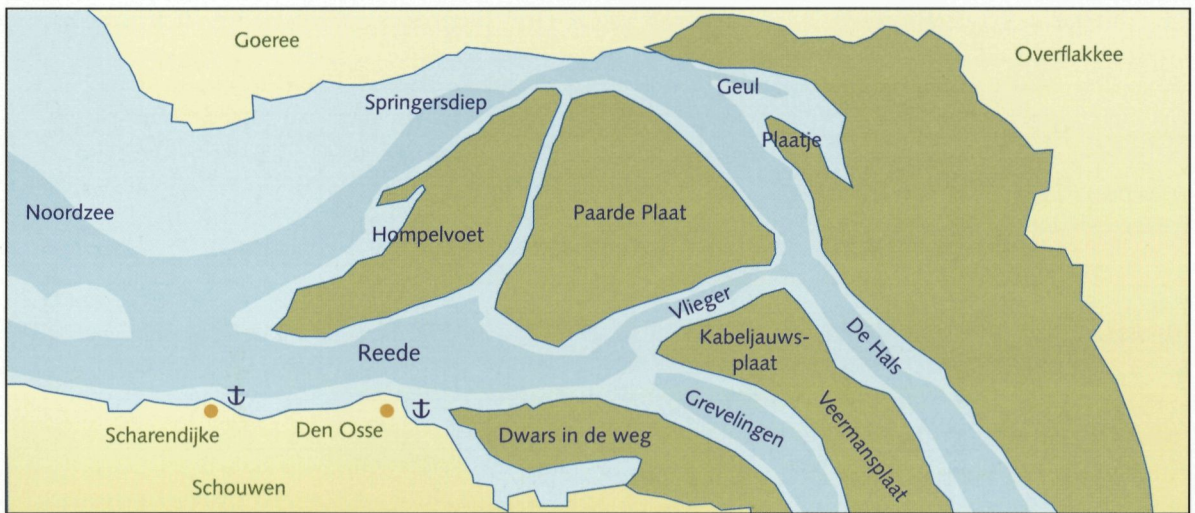 Goeree
Overflakkee
Springersdiep
Geul
Plaatje
Noordzee
Hompelvoet
Paarde Plaat
Vlieger
Reede
Kabeljauws-
plaat
De Hals
Grevelingen
Veermansplaat
Scharendijke
Den Osse
Dwars in de weg
Schouwen